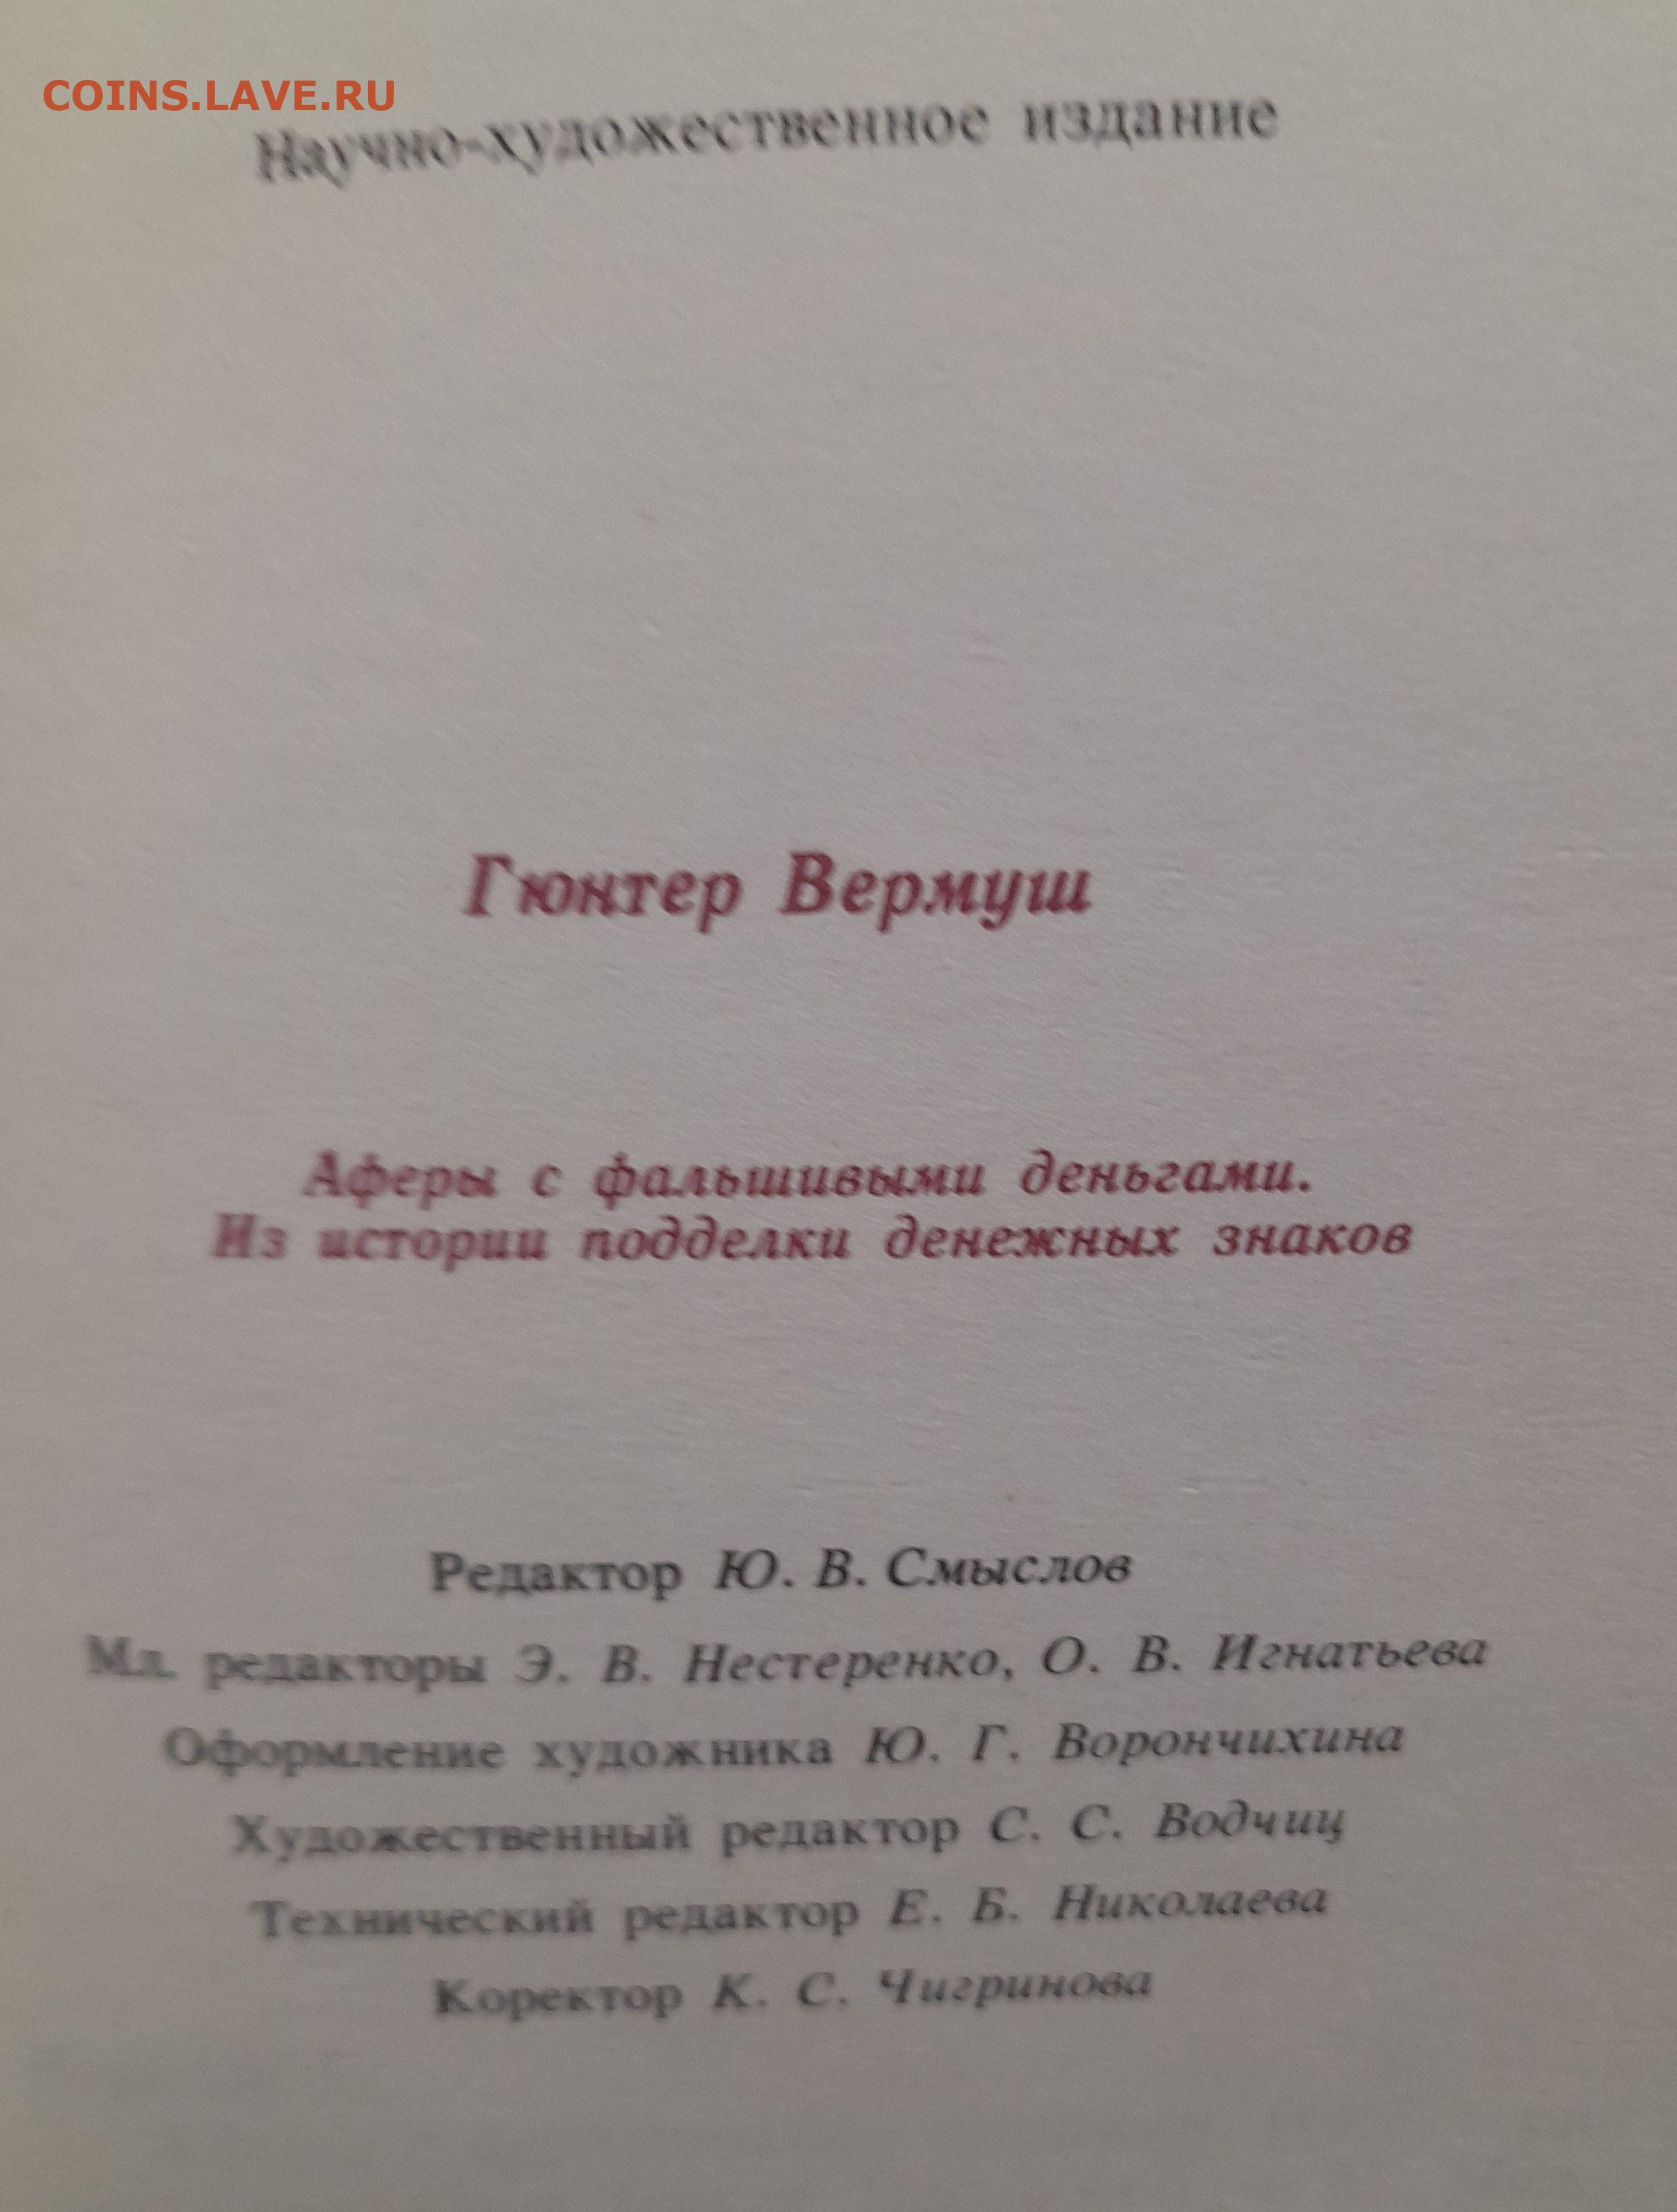 COINS.LAVE.RU
Научно-художественное издание
Гюнтер Вермуш
Аферы с фальшивыми деньгами.
Из истории подделки денежных знаков
Редактор Ю. В. Смыслов
Мл. редакторы Э. В. Нестеренко, О. В. Игнатьева
Оформление художника Ю. Г. Ворончихина
Художественный редактор С. С. Водчиц
Технический редактор Е. Б. Николаева
Коректор К. С. Чигринова